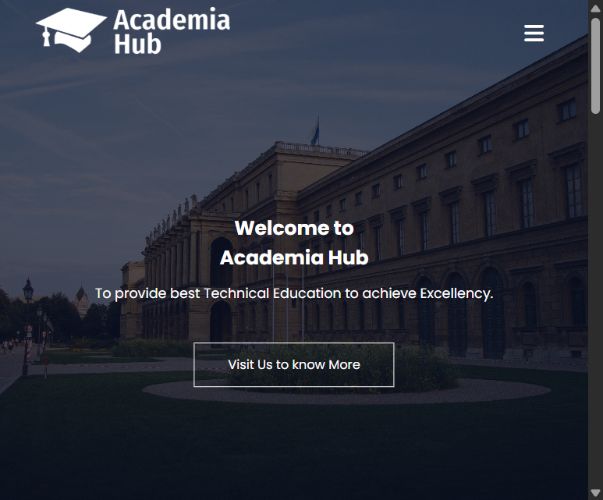 Academia
Hub
Welcome to
Academia Hub
To provide best Technical Education to achieve Excellency.
Visit Us to know More